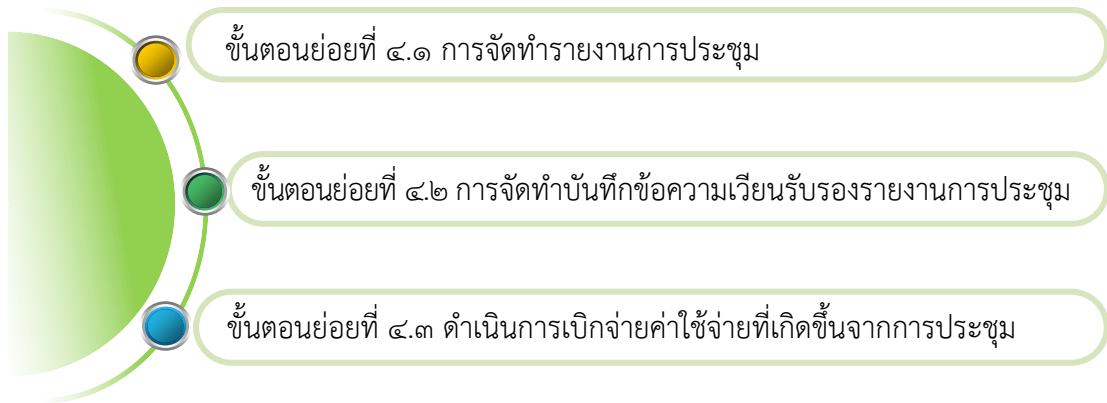 ขั้นตอนย่อยที่ ๔.๑ การจัดทำรายงานการประชุม
ขั้นตอนย่อยที่ ๔.๒ การจัดทำบันทึกข้อความเวียนรับรองรายงานการประชุม
ขั้นตอนย่อยที่ ๔.๓ ดำเนินการเบิกจ่ายค่าใช้จ่ายที่เกิดขึ้นจากการประชุม